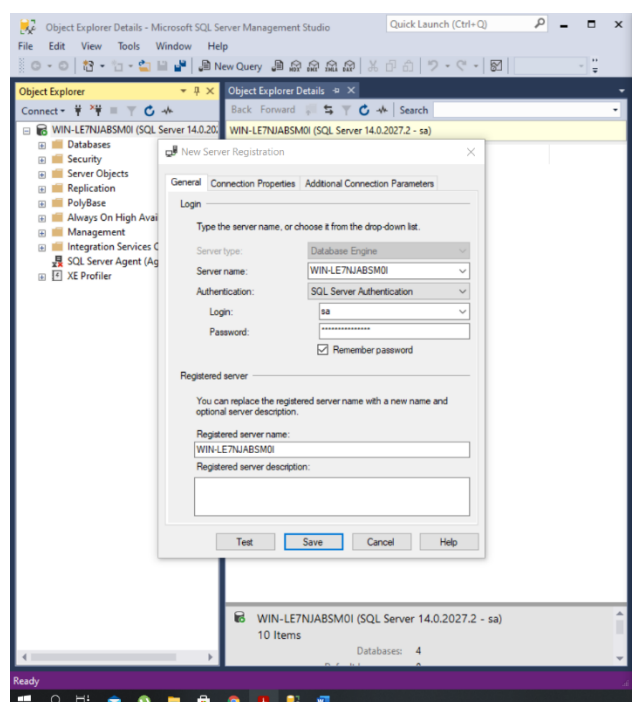 Object Explorer Details - Microsoft SQL Server Management Studio
Quick Launch (Ctrl+Q)
File Edit View Tools Window Help
New Query
Object Explorer
Object Explorer Details
Connect
Back Forward Search
WIN-LE7NJABSM0I (SQL Server 14.0.20
WIN-LE7NJABSM0I (SQL Server 14.0.2027.2 - sa)
Databases
Security
Server Objects
Replication
PolyBase
Always On High Avai
Management
Integration Services C
SQL Server Agent (Ag
XE Profiler
New Server Registration
General Connection Properties Additional Connection Parameters
Login
Type the server name, or choose it from the drop-down list.
Server type: Database Engine
Server name: WIN-LE7NJABSM0I
Authentication: SQL Server Authentication
Login: sa
Password: ***************
Remember password
Registered server
You can replace the registered server name with a new name and
optional server description.
Registered server name:
WIN-LE7NJABSM0I
Registered server description:
Test Save Cancel Help
WIN-LE7NJABSM0I (SQL Server 14.0.2027.2 - sa)
10 Items
Databases: 4
Ready